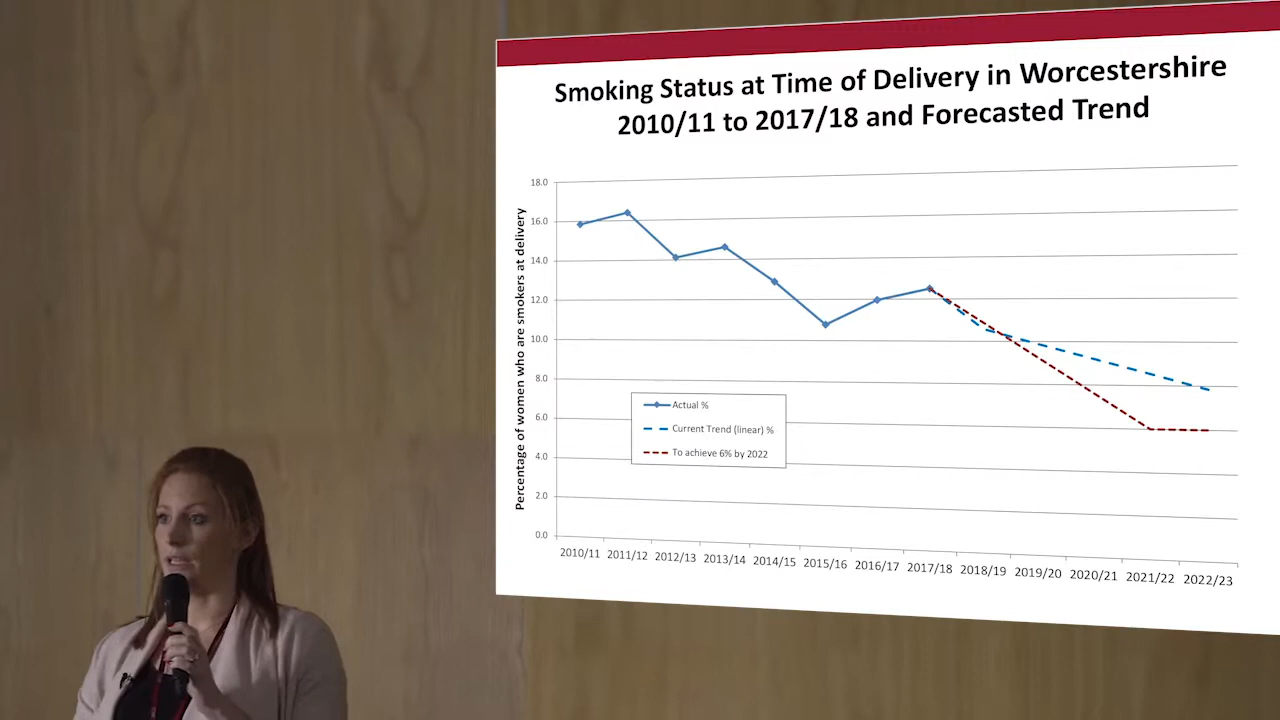 Smoking Status at Time of Delivery in Worcestershire
2010/11 to 2017/18 and Forecasted Trend
Percentage of women who are smokers at delivery
18.0
16.0
14.0
12.0
10.0
8.0
6.0
4.0
2.0
0.0
Actual %
Current Trend (linear) %
To achieve 6% by 2022
2010/11 2011/12 2012/13 2013/14 2014/15 2015/16 2016/17 2017/18 2018/19 2019/20 2020/21 2021/22 2022/23